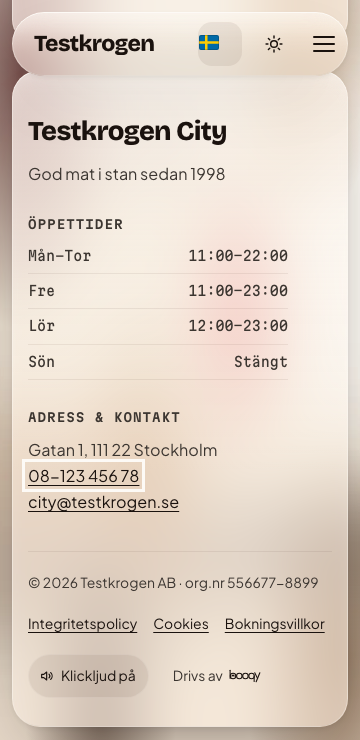 Testkrogen
Testkrogen City
God mat i stan sedan 1998
ÖPPETTIDER
Mån–Tor 11:00–22:00
Fre 11:00–23:00
Lör 12:00–23:00
Sön Stängt
ADRESS & KONTAKT
Gatan 1, 111 22 Stockholm
08-123 456 78
city@testkrogen.se
© 2026 Testkrogen AB · org.nr 556677-8899
Integritetspolicy Cookies Bokningsvillkor
Klickljud på Drivs av booqy